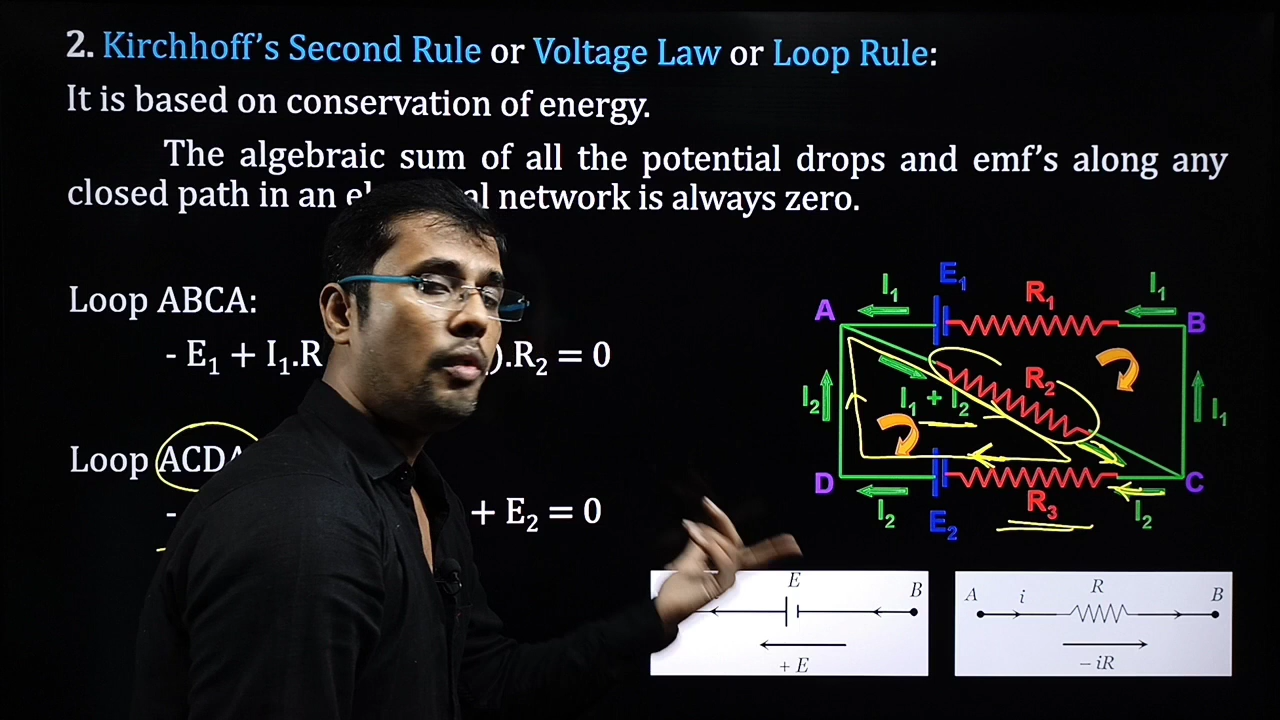 2. Kirchhoff's Second Rule or Voltage Law or Loop Rule:
It is based on conservation of energy.
The algebraic sum of all the potential drops and emf's along any
closed path in an network is always zero.
Loop ABCA:
- E₁ + I₁.R ).R₂ = 0
Loop ACDA
- + E₂ = 0
E₁
I₁ R₁ I₁
A B
R₂
I₂ I₁ + I₂ I₁
D C
I₂ E₂ R₃ I₂
E B
+ E
A i R B
− iR